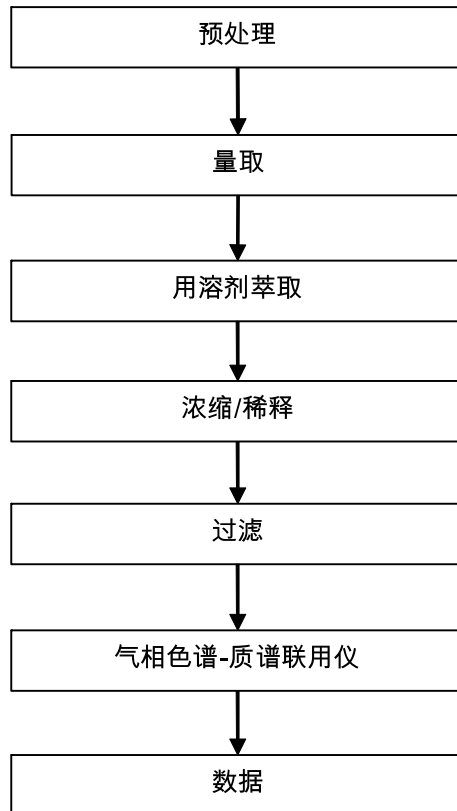 预处理
量取
用溶剂萃取
浓缩/稀释
过滤
气相色谱-质谱联用仪
数据